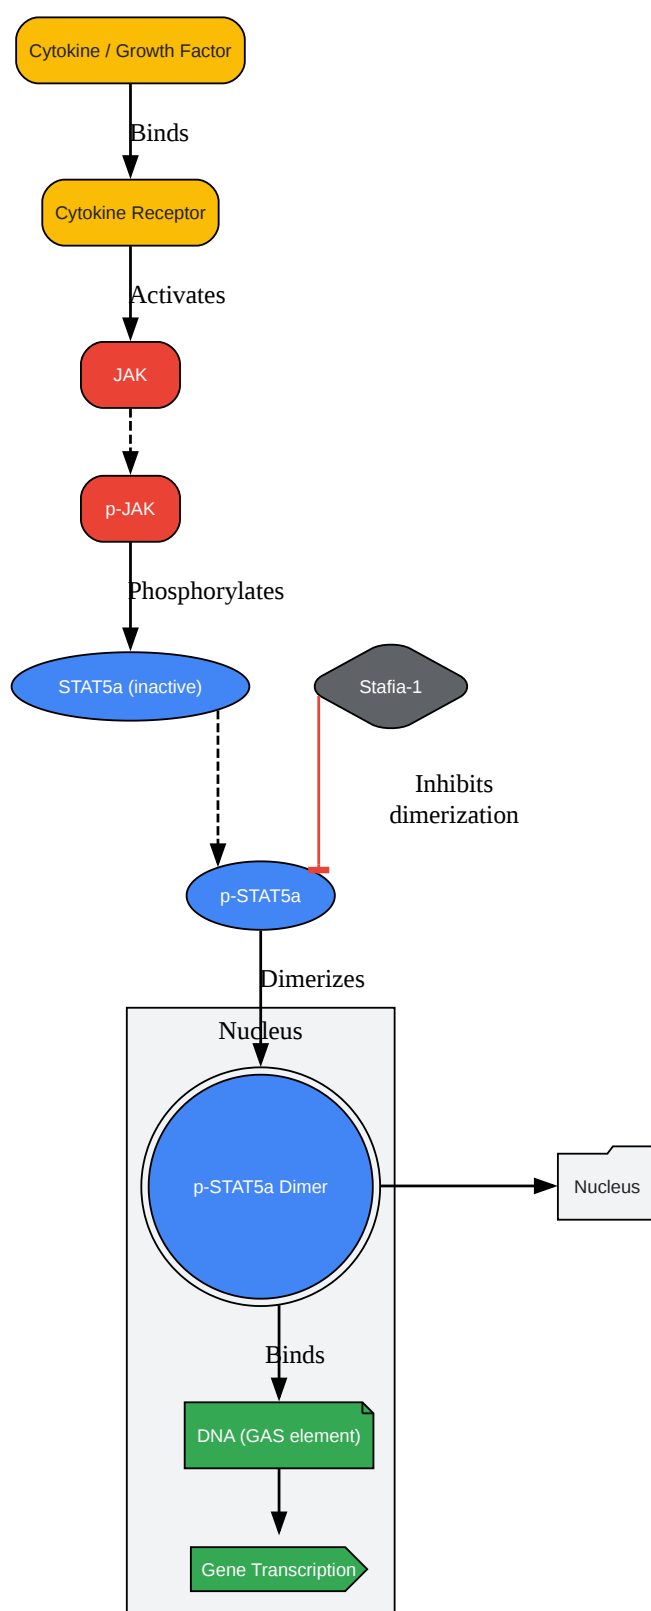 Cytokine / Growth Factor
Binds
Cytokine Receptor
Activates
JAK
p-JAK
Phosphorylates
STAT5a (inactive)
Stafia-1
Inhibits
dimerization
p-STAT5a
Dimerizes
Nucleus
p-STAT5a Dimer
Nucleus
Binds
DNA (GAS element)
Gene Transcription